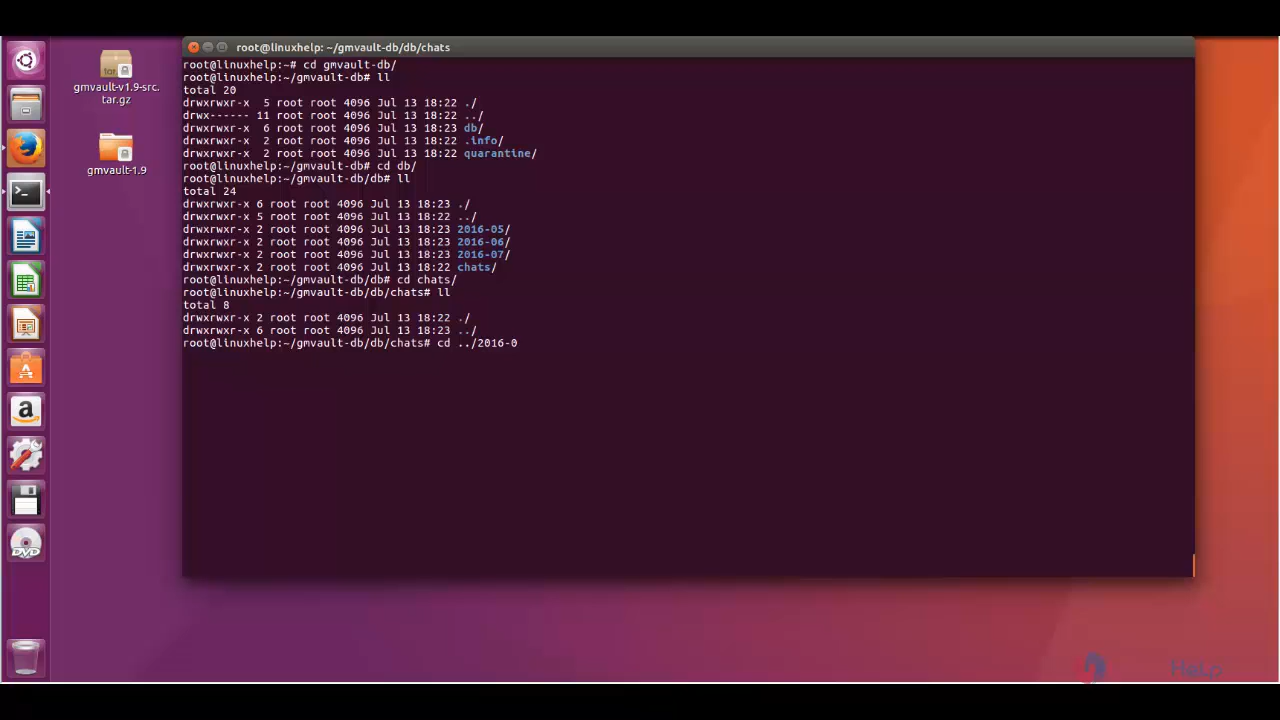 root@linuxhelp: ~/gmvault-db/db/chats
root@linuxhelp:~# cd gmvault-db/
root@linuxhelp:~/gmvault-db# ll
total 20
drwxrwxr-x  5 root root 4096 Jul 13 18:22 ./
drwx------ 11 root root 4096 Jul 13 18:22 ../
drwxrwxr-x  6 root root 4096 Jul 13 18:23 db/
drwxrwxr-x  2 root root 4096 Jul 13 18:22 .info/
drwxrwxr-x  2 root root 4096 Jul 13 18:22 quarantine/
root@linuxhelp:~/gmvault-db# cd db/
root@linuxhelp:~/gmvault-db/db# ll
total 24
drwxrwxr-x 6 root root 4096 Jul 13 18:23 ./
drwxrwxr-x 5 root root 4096 Jul 13 18:22 ../
drwxrwxr-x 2 root root 4096 Jul 13 18:23 2016-05/
drwxrwxr-x 2 root root 4096 Jul 13 18:23 2016-06/
drwxrwxr-x 2 root root 4096 Jul 13 18:23 2016-07/
drwxrwxr-x 2 root root 4096 Jul 13 18:22 chats/
root@linuxhelp:~/gmvault-db/db# cd chats/
root@linuxhelp:~/gmvault-db/db/chats# ll
total 8
drwxrwxr-x 2 root root 4096 Jul 13 18:22 ./
drwxrwxr-x 6 root root 4096 Jul 13 18:23 ../
root@linuxhelp:~/gmvault-db/db/chats# cd ../2016-0
tar
gmvault-v1.9-src.
tar.gz
gmvault-1.9
DVD
Help